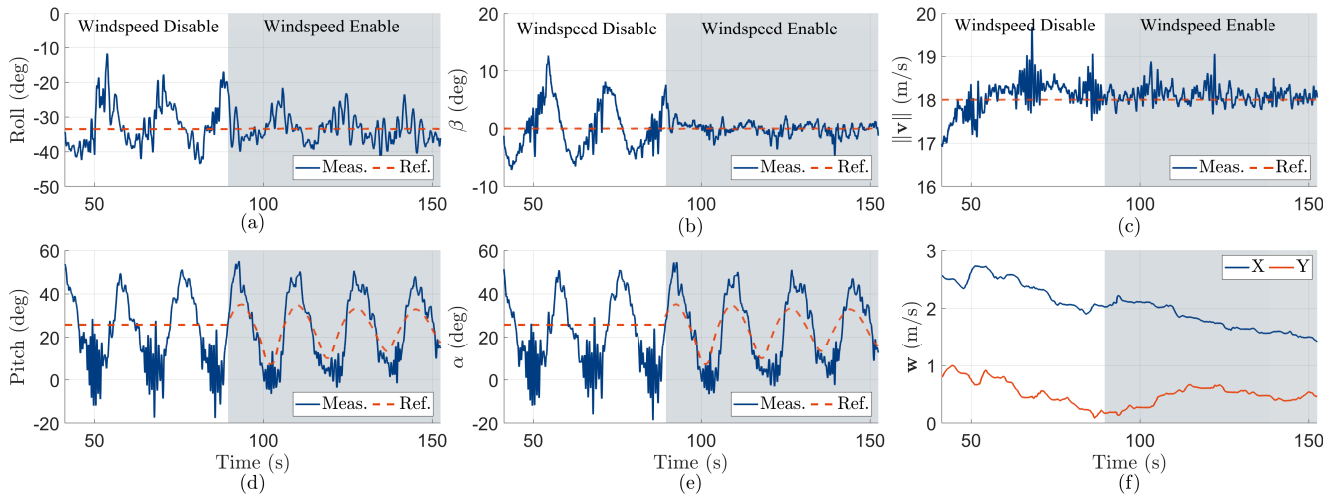 Windspeed Disable Windspeed Enable
Roll (deg)
0
-10
-20
-30
-40
-50
50 100 150
Meas. Ref.
(a)
Windspeed Disable Windspeed Enable
β (deg)
20
10
0
-10
50 100 150
Meas. Ref.
(b)
Windspeed Disable Windspeed Enable
||v|| (m/s)
20
19
18
17
16
50 100 150
Meas. Ref.
(c)
Pitch (deg)
60
40
20
0
-20
50 100 150
Meas. Ref.
Time (s)
(d)
α (deg)
60
40
20
0
-20
50 100 150
Meas. Ref.
Time (s)
(e)
w (m/s)
3
2
1
0
50 100 150
X Y
Time (s)
(f)